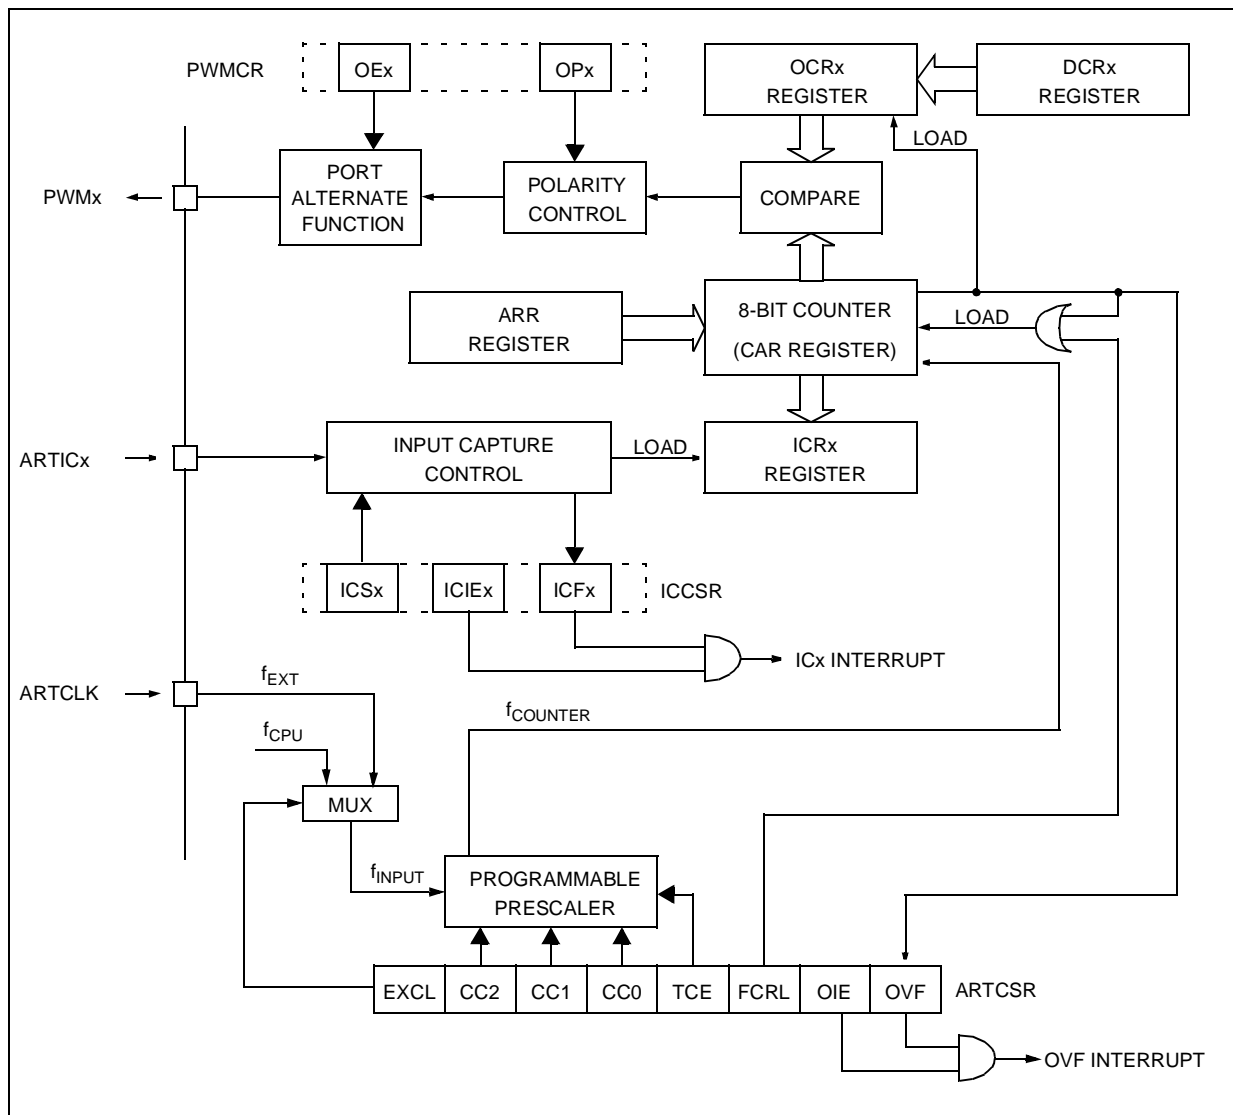 PWMCR
OEx
OPx
OCRx
REGISTER
DCRx
REGISTER
LOAD
PWMx
PORT
ALTERNATE
FUNCTION
POLARITY
CONTROL
COMPARE
ARR
REGISTER
8-BIT COUNTER
(CAR REGISTER)
LOAD
ARTICx
INPUT CAPTURE
CONTROL
LOAD
ICRx
REGISTER
ICSx
ICIEx
ICFx
ICCSR
ICx INTERRUPT
ARTCLK
fEXT
fCPU
fCOUNTER
MUX
fINPUT
PROGRAMMABLE
PRESCALER
EXCL
CC2
CC1
CC0
TCE
FCRL
OIE
OVF
ARTCSR
OVF INTERRUPT